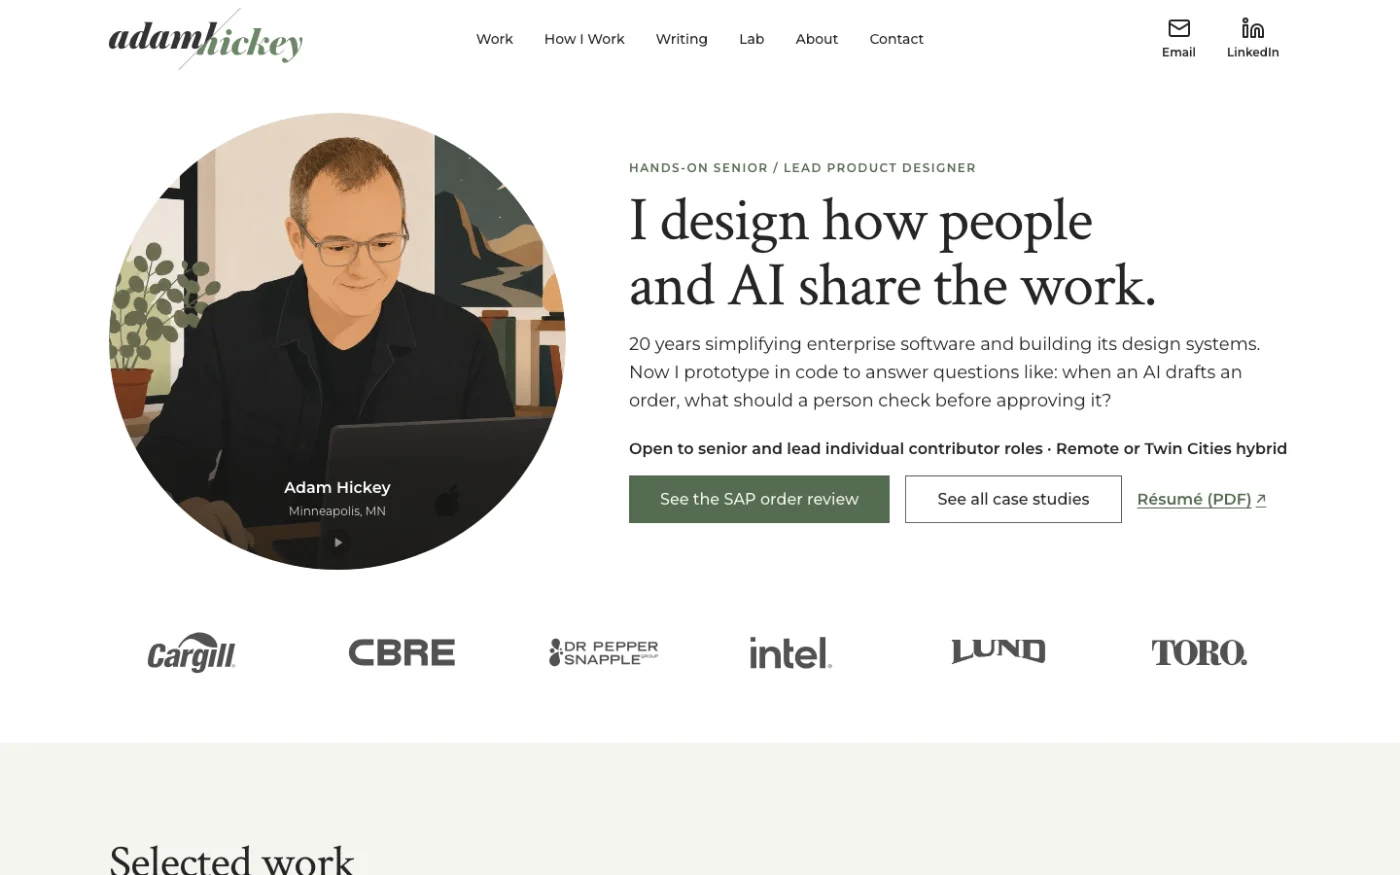 adam hickey
Work
How I Work
Writing
Lab
About
Contact
Email
LinkedIn
Adam Hickey
Minneapolis, MN
HANDS-ON SENIOR / LEAD PRODUCT DESIGNER
I design how people
and AI share the work.
20 years simplifying enterprise software and building its design systems.
Now I prototype in code to answer questions like: when an AI drafts an
order, what should a person check before approving it?
Open to senior and lead individual contributor roles · Remote or Twin Cities hybrid
See the SAP order review
See all case studies
Résumé (PDF) ↗
Cargill
CBRE
DR PEPPER
SNAPPLE GROUP
intel.
LUND
TORO.
Selected work